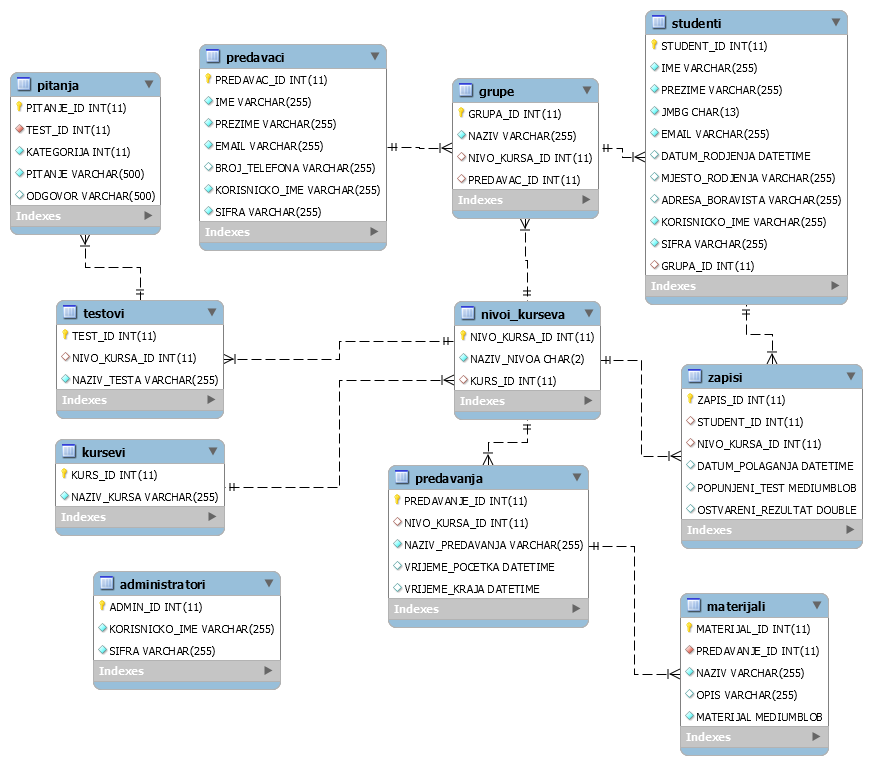 pitanja
PITANJE_ID INT(11)
TEST_ID INT(11)
KATEGORIJA INT(11)
PITANJE VARCHAR(500)
ODGOVOR VARCHAR(500)
Indexes
predavaci
PREDAVAC_ID INT(11)
IME VARCHAR(255)
PREZIME VARCHAR(255)
EMAIL VARCHAR(255)
BROJ_TELEFONA VARCHAR(255)
KORISNICKO_IME VARCHAR(255)
SIFRA VARCHAR(255)
Indexes
grupe
GRUPA_ID INT(11)
NAZIV VARCHAR(255)
NIVO_KURSA_ID INT(11)
PREDAVAC_ID INT(11)
Indexes
studenti
STUDENT_ID INT(11)
IME VARCHAR(255)
PREZIME VARCHAR(255)
JMBG CHAR(13)
EMAIL VARCHAR(255)
DATUM_RODJENJA DATETIME
MJESTO_RODJENJA VARCHAR(255)
ADRESA_BORAVISTA VARCHAR(255)
KORISNICKO_IME VARCHAR(255)
SIFRA VARCHAR(255)
GRUPA_ID INT(11)
Indexes
testovi
TEST_ID INT(11)
NIVO_KURSA_ID INT(11)
NAZIV_TESTA VARCHAR(255)
Indexes
nivoi_kurseva
NIVO_KURSA_ID INT(11)
NAZIV_NIVOA CHAR(2)
KURS_ID INT(11)
Indexes
zapisi
ZAPIS_ID INT(11)
STUDENT_ID INT(11)
NIVO_KURSA_ID INT(11)
DATUM_POLAGANJA DATETIME
POPUNJENI_TEST MEDIUMBLOB
OSTVARENI_REZULTAT DOUBLE
Indexes
kursevi
KURS_ID INT(11)
NAZIV_KURSA VARCHAR(255)
Indexes
predavanja
PREDAVANJE_ID INT(11)
NIVO_KURSA_ID INT(11)
NAZIV_PREDAVANJA VARCHAR(255)
VRIJEME_POCETKA DATETIME
VRIJEME_KRAJA DATETIME
Indexes
administratori
ADMIN_ID INT(11)
KORISNICKO_IME VARCHAR(255)
SIFRA VARCHAR(255)
Indexes
materijali
MATERIJAL_ID INT(11)
PREDAVANJE_ID INT(11)
NAZIV VARCHAR(255)
OPIS VARCHAR(255)
MATERIJAL MEDIUMBLOB
Indexes